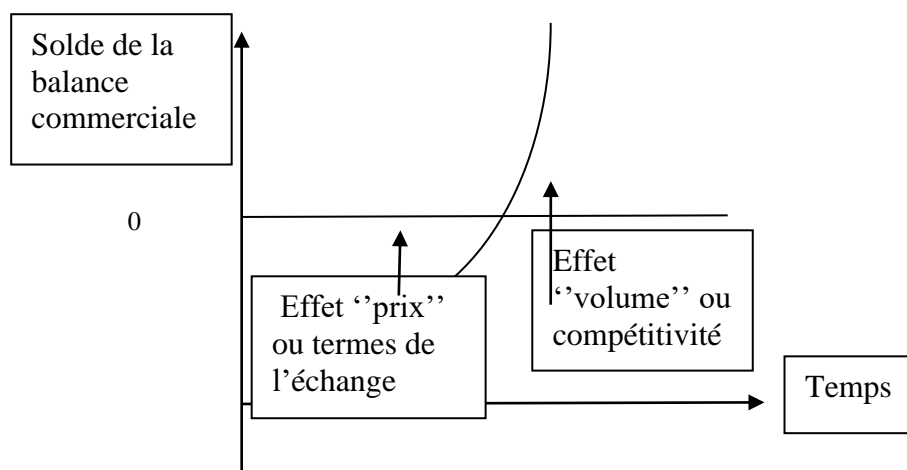 Solde de la
balance
commerciale
0
Effet ‘’prix’’
ou termes de
l’échange
Effet
‘’volume’’ ou
compétitivité
Temps